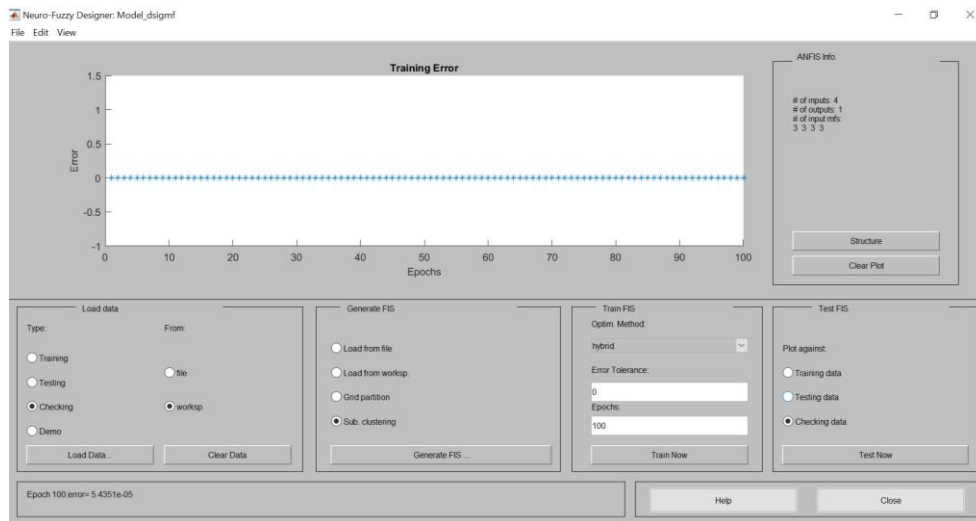 Neuro-Fuzzy Designer: Model_dsigmf
File Edit View
Training Error
1.5
1
0.5
0
-0.5
-1
Error
0 10 20 30 40 50 60 70 80 90 100
Epochs
ANFIS Info.
# of inputs: 4
# of outputs: 1
# of input mfs:
3 3 3 3
Structure
Clear Plot
Load data
Type:
From:
Training
Testing
Checking
Demo
file
worksp.
Load Data...
Clear Data
Generate FIS
Load from file
Load from worksp.
Grid partition
Sub. clustering
Generate FIS ...
Train FIS
Optim. Method:
hybrid
Error Tolerance:
0
Epochs:
100
Train Now
Test FIS
Plot against:
Training data
Testing data
Checking data
Test Now
Epoch 100 error= 5.4351e-05
Help
Close